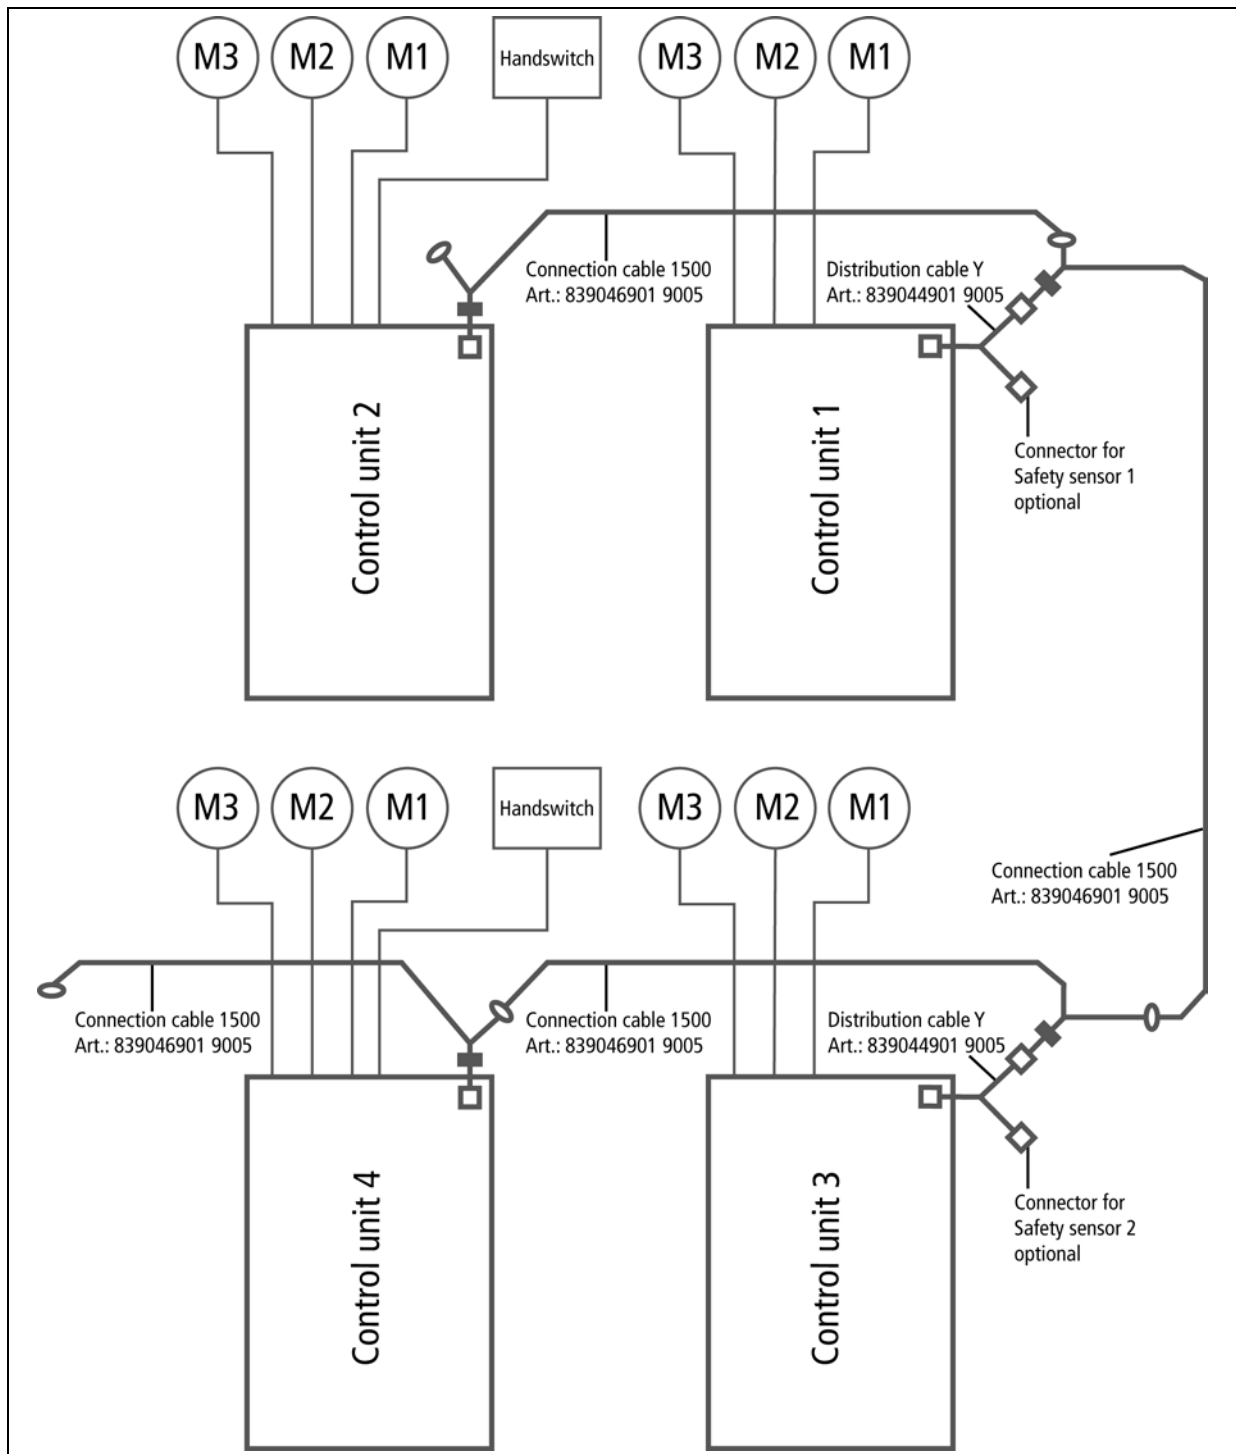 M3
M2
M1
Handswitch
M3
M2
M1
Connection cable 1500
Art.: 839046901 9005
Distribution cable Y
Art.: 839044901 9005
Control unit 2
Control unit 1
Connector for
Safety sensor 1
optional
M3
M2
M1
Handswitch
M3
M2
M1
Connection cable 1500
Art.: 839046901 9005
Connection cable 1500
Art.: 839046901 9005
Connection cable 1500
Art.: 839046901 9005
Distribution cable Y
Art.: 839044901 9005
Control unit 4
Control unit 3
Connector for
Safety sensor 2
optional